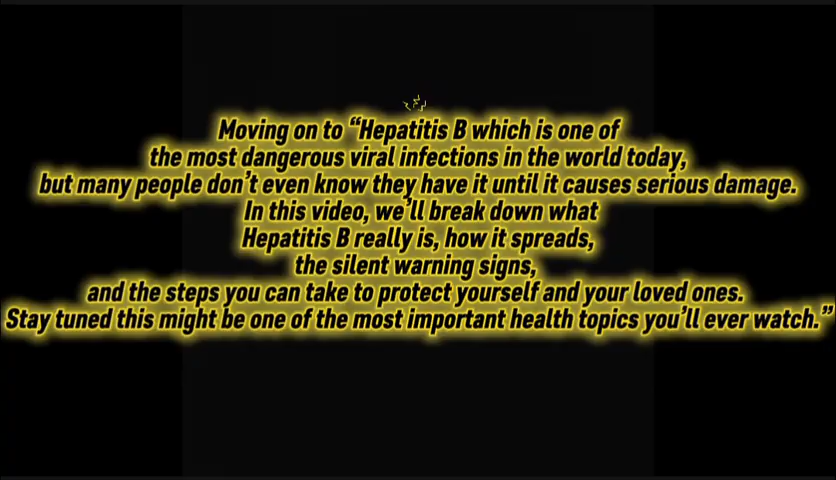 Moving on to “Hepatitis B which is one of
the most dangerous viral infections in the world today,
but many people don’t even know they have it until it causes serious damage.
In this video, we’ll break down what
Hepatitis B really is, how it spreads,
the silent warning signs,
and the steps you can take to protect yourself and your loved ones.
Stay tuned this might be one of the most important health topics you’ll ever watch.”